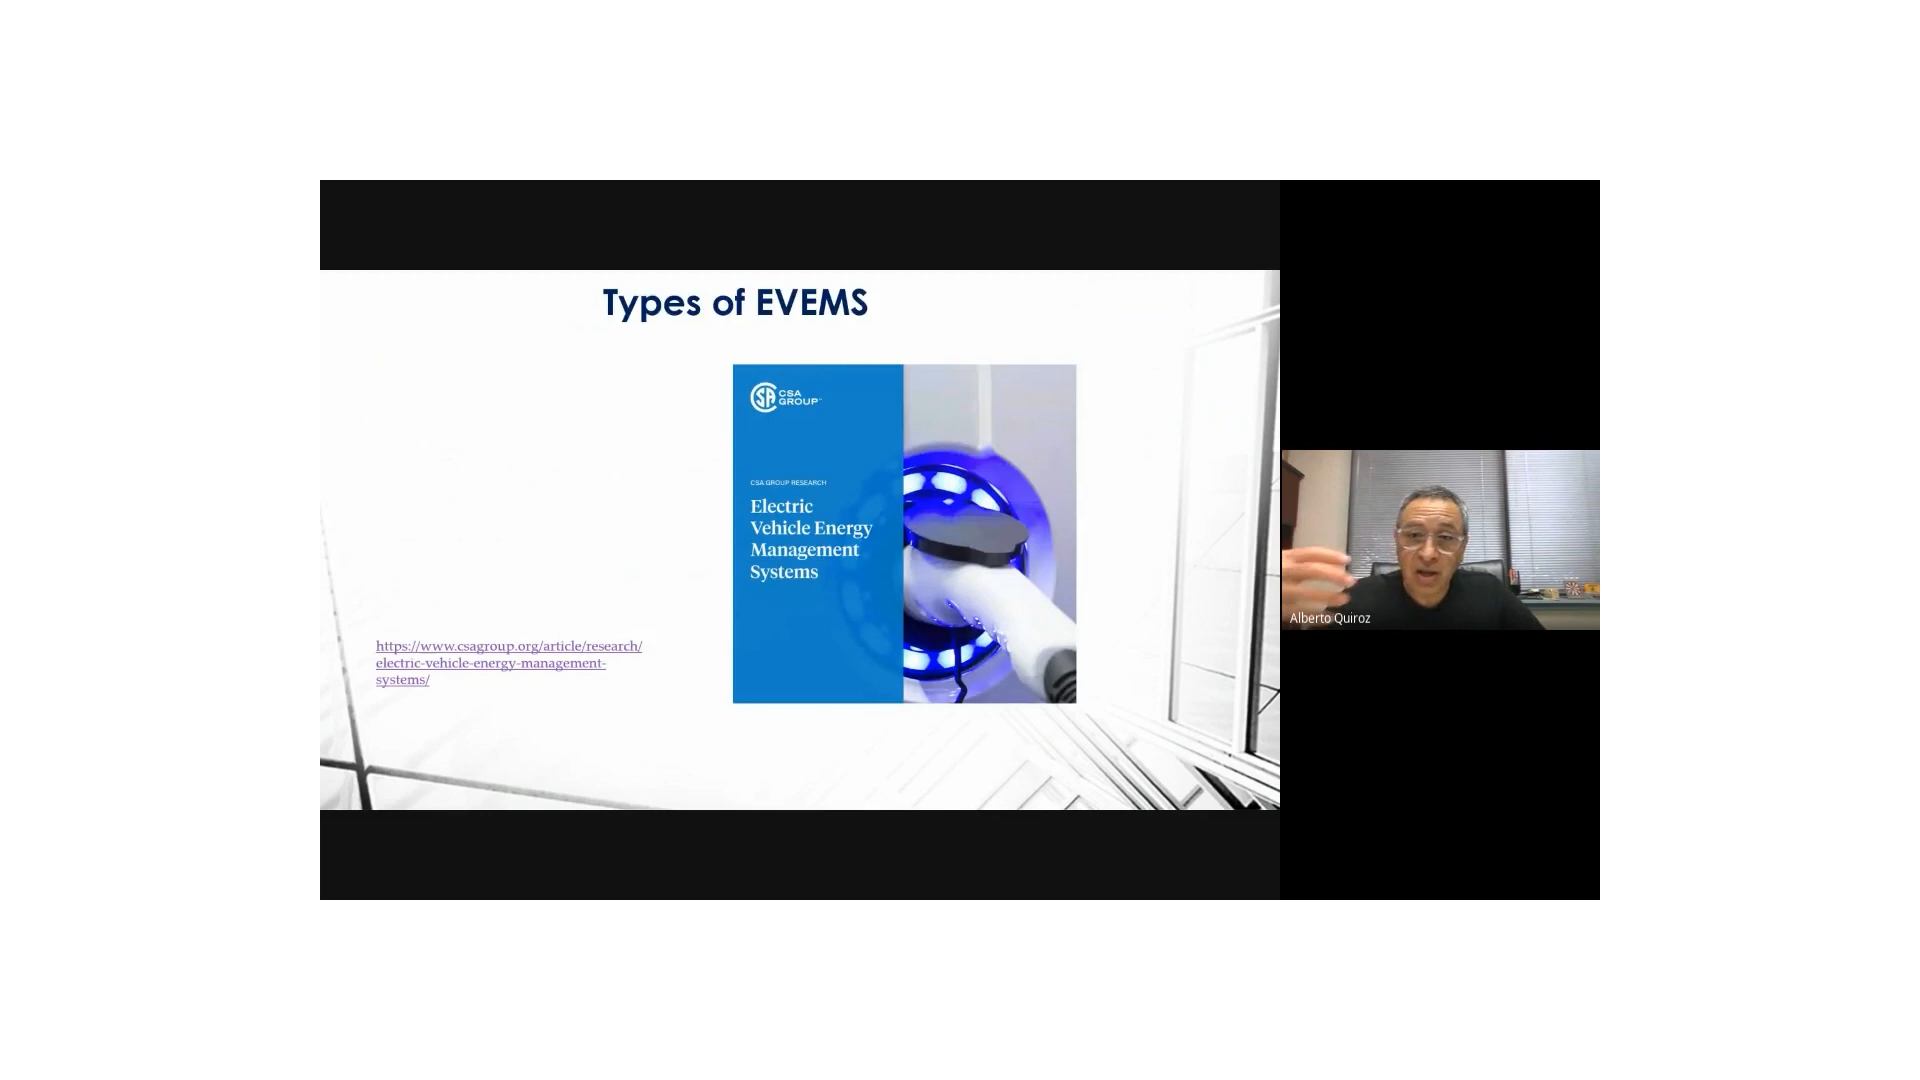 Types of EVEMS
CSA
GROUP™
CSA GROUP RESEARCH
Electric
Vehicle Energy
Management
Systems
https://www.csagroup.org/article/research/
electric-vehicle-energy-management-
systems/
Alberto Quiroz